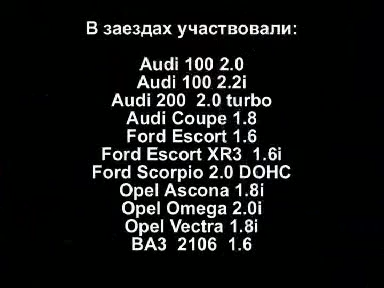 В заездах участвовали:
Audi 100 2.0
Audi 100 2.2i
Audi 200 2.0 turbo
Audi Coupe 1.8
Ford Escort 1.6
Ford Escort XR3 1.6i
Ford Scorpio 2.0 DOHC
Opel Ascona 1.8i
Opel Omega 2.0i
Opel Vectra 1.8i
ВАЗ 2106 1.6